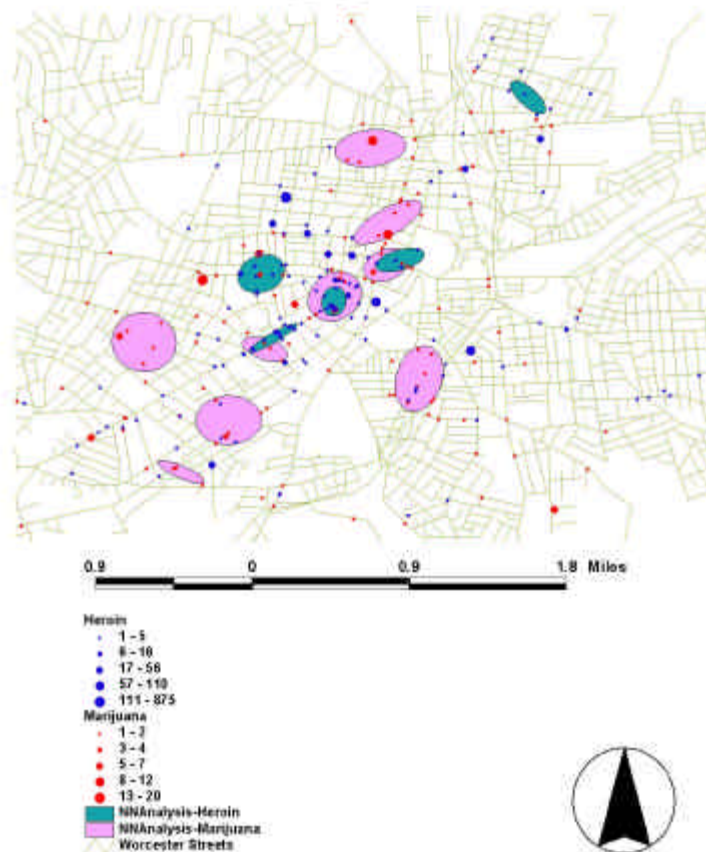 0.9 0 0.9 1.8 Miles
Heroin
1 - 5
6 - 16
17 - 56
57 - 110
111 - 875
Marijuana
1 - 2
3 - 4
5 - 7
8 - 12
13 - 20
NNAnalysis-Heroin
NNAnalysis-Marijuana
Worcester Streets